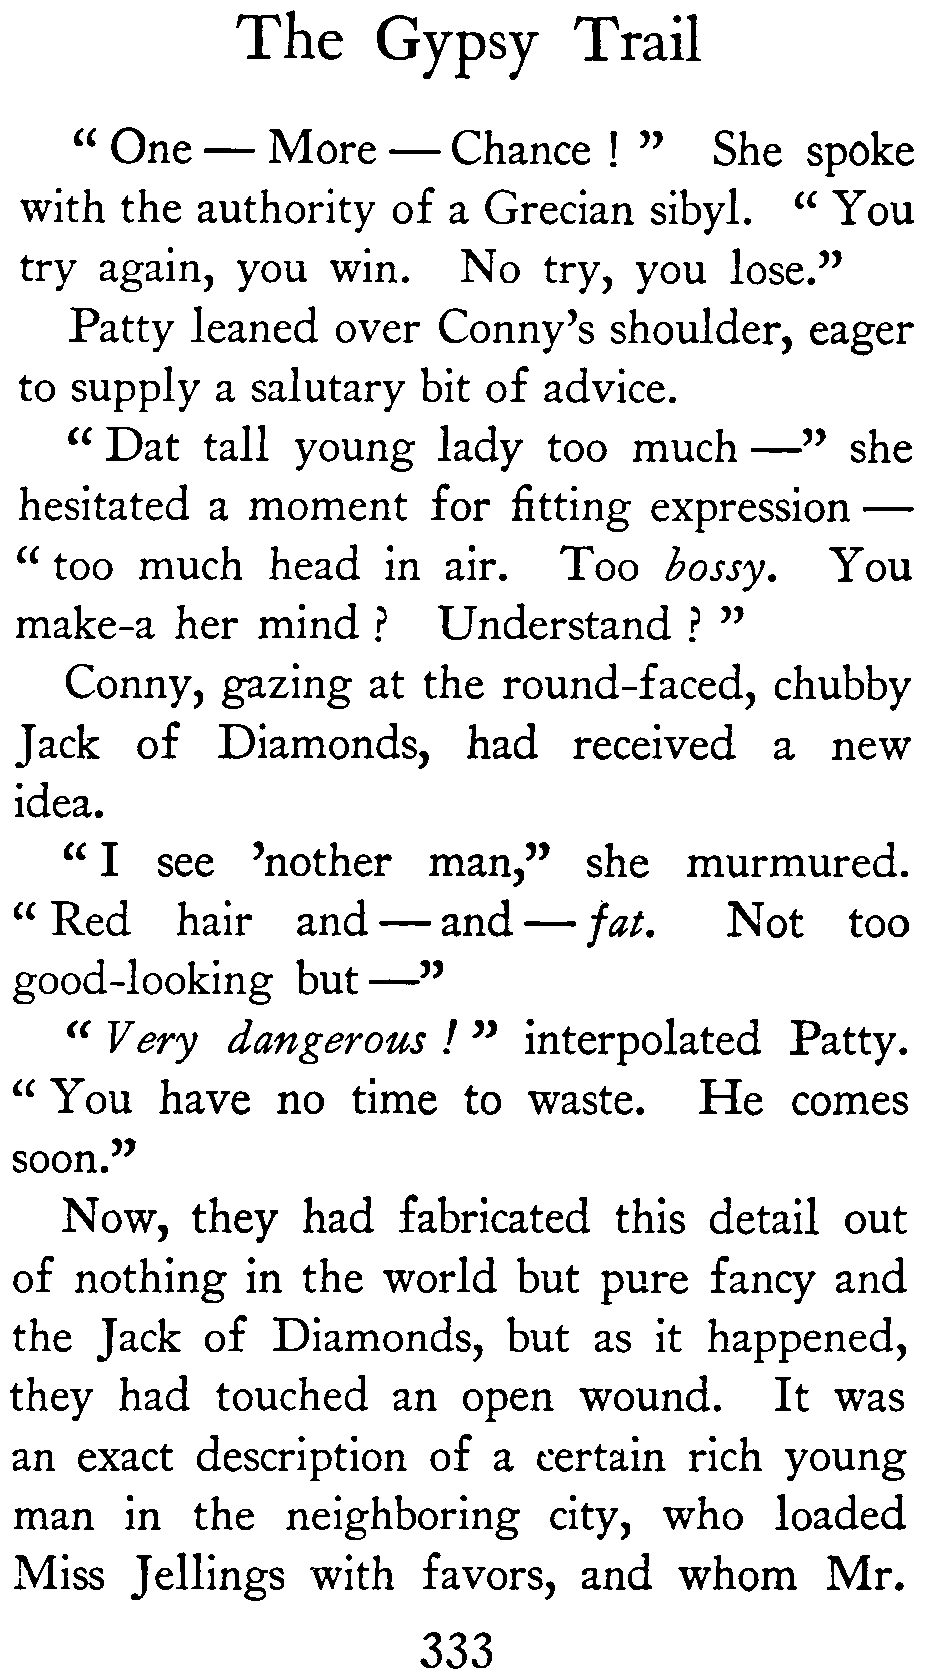 The Gypsy Trail
“ One — More — Chance ! ” She spoke
with the authority of a Grecian sibyl. “ You
try again, you win. No try, you lose.”
Patty leaned over Conny’s shoulder, eager
to supply a salutary bit of advice.
“ Dat tall young lady too much —” she
hesitated a moment for fitting expression —
“ too much head in air. Too bossy. You
make-a her mind ? Understand ? ”
Conny, gazing at the round-faced, chubby
Jack of Diamonds, had received a new
idea.
“ I see ’nother man,” she murmured.
“ Red hair and — and — fat. Not too
good-looking but —”
“ Very dangerous ! ” interpolated Patty.
“ You have no time to waste. He comes
soon.”
Now, they had fabricated this detail out
of nothing in the world but pure fancy and
the Jack of Diamonds, but as it happened,
they had touched an open wound. It was
an exact description of a certain rich young
man in the neighboring city, who loaded
Miss Jellings with favors, and whom Mr.
333